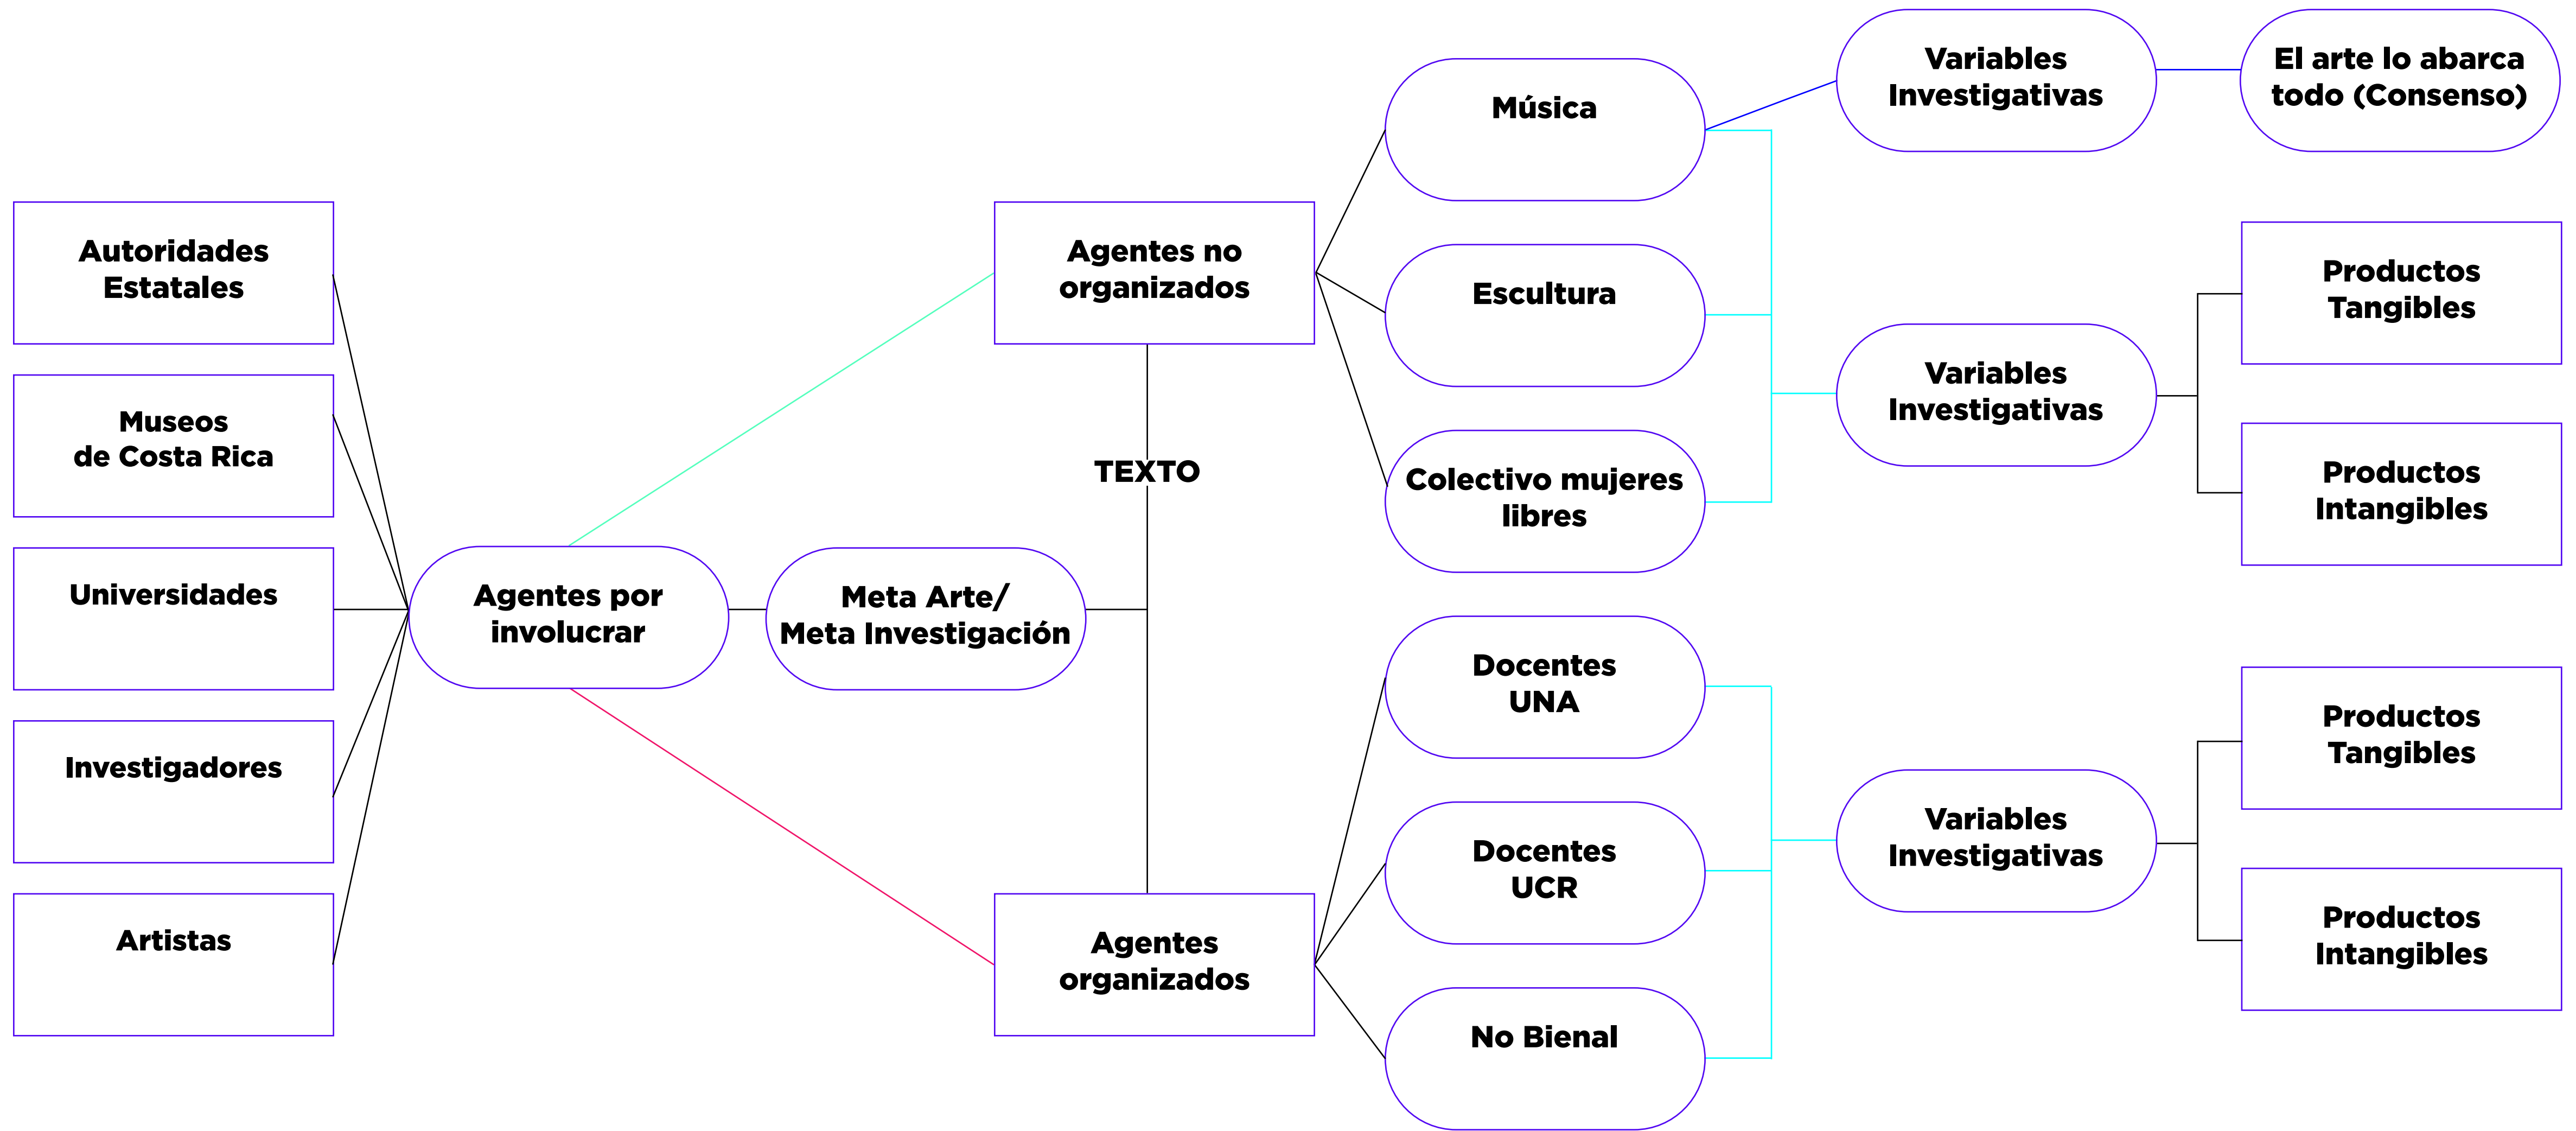 Autoridades
Estatales
Museos
de Costa Rica
Universidades
Investigadores
Artistas
Agentes por
involucrar
Meta Arte/
Meta Investigación
Agentes no
organizados
TEXTO
Agentes
organizados
Música
Escultura
Colectivo mujeres
libres
Docentes
UNA
Docentes
UCR
No Bienal
Variables
Investigativas
El arte lo abarca
todo (Consenso)
Variables
Investigativas
Productos
Tangibles
Productos
Intangibles
Variables
Investigativas
Productos
Tangibles
Productos
Intangibles